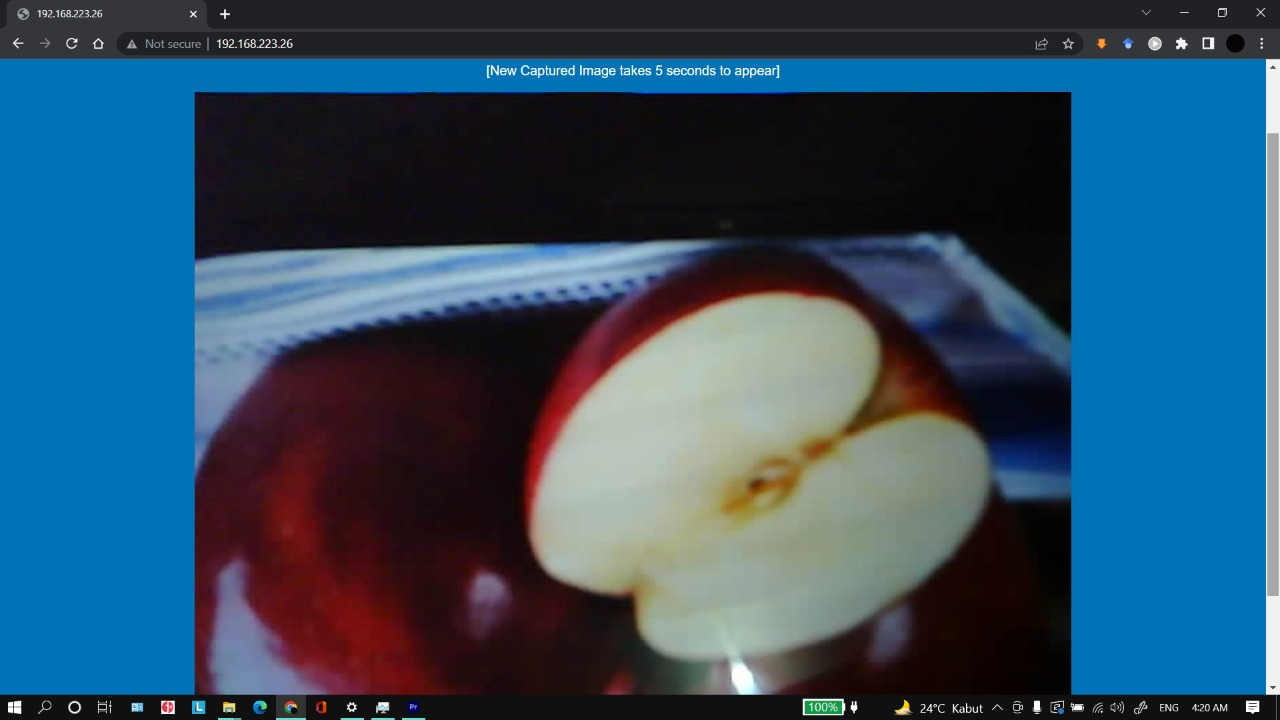 192.168.223.26
Not secure
192.168.223.26
[New Captured Image takes 5 seconds to appear]
L
Pr
100%
24°C Kabut
ENG
4:20 AM